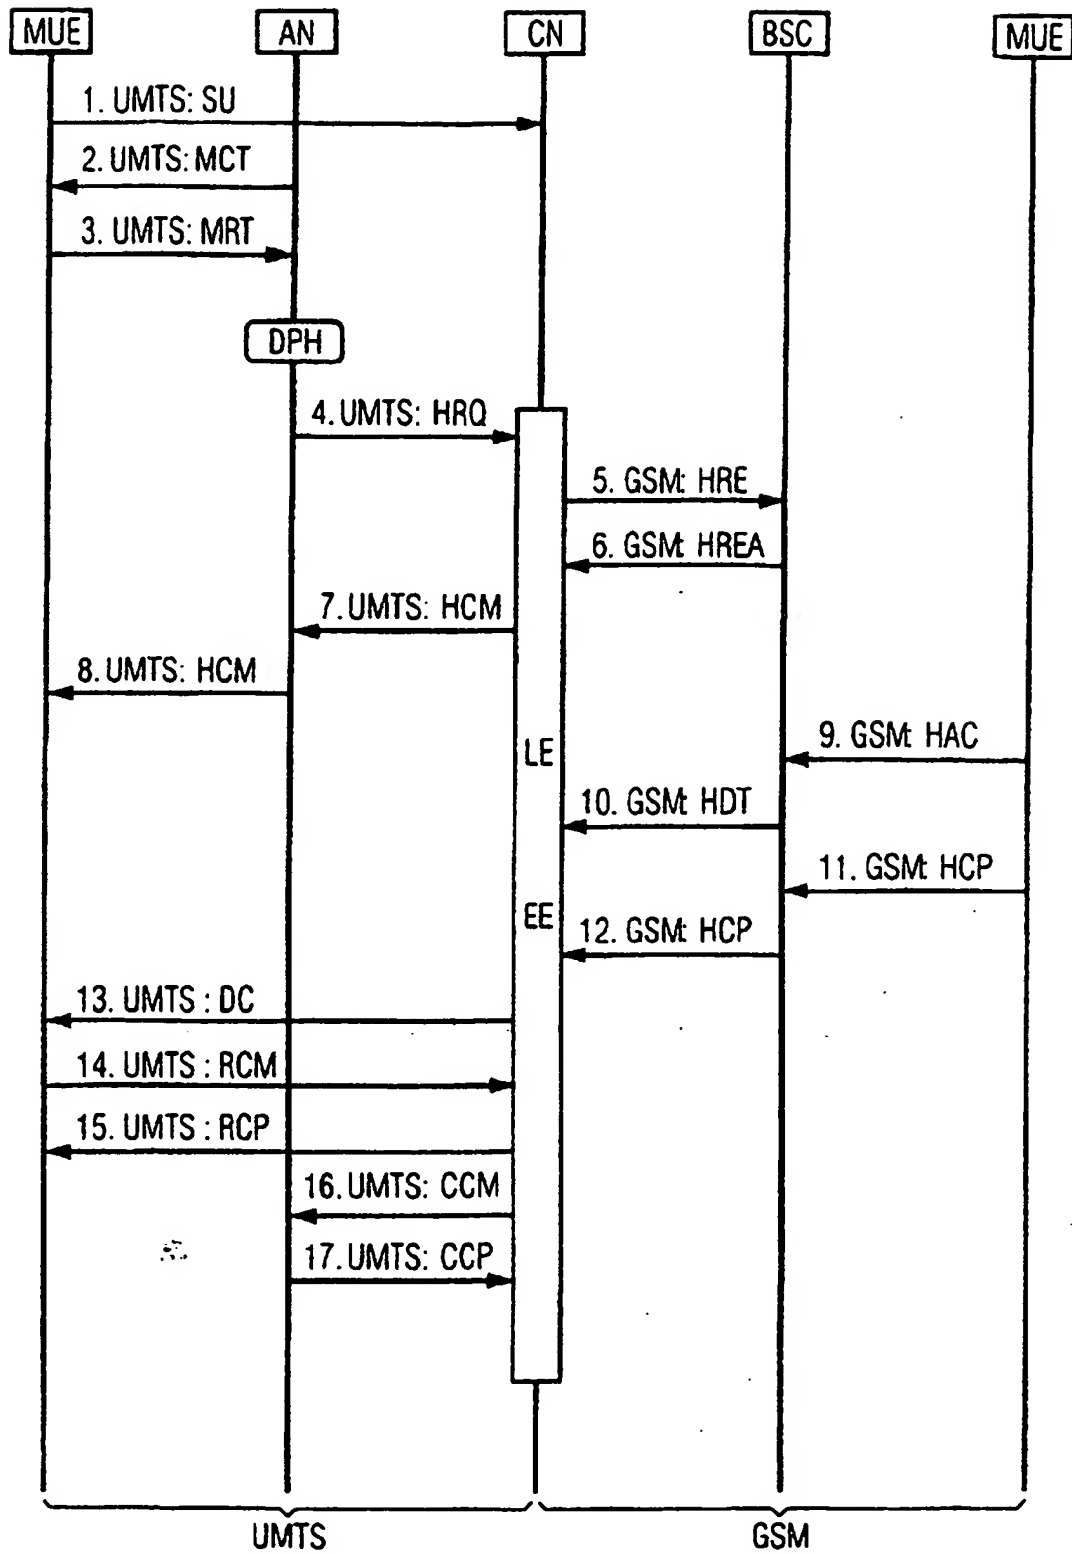 MUE AN CN BSC MUE
1. UMTS: SU
2. UMTS: MCT
3. UMTS: MRT
DPH
4. UMTS: HRQ
5. GSM: HRE
6. GSM: HREA
7. UMTS: HCM
8. UMTS: HCM
LE
9. GSM: HAC
10. GSM: HDT
11. GSM: HCP
EE
12. GSM: HCP
13. UMTS : DC
14. UMTS : RCM
15. UMTS : RCP
16. UMTS: CCM
17. UMTS: CCP
UMTS GSM